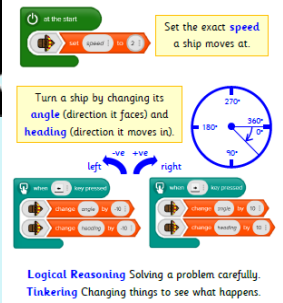 at the start
set speed to 2
Set the exact speed
a ship moves at.
Turn a ship by changing its
angle (direction it faces) and
heading (direction it moves in).
270°
180°
360°
0°
90°
-ve +ve
left right
when key pressed
change angle by -10
change heading by -10
when key pressed
change angle by 10
change heading by 10
Logical Reasoning Solving a problem carefully.
Tinkering Changing things to see what happens.